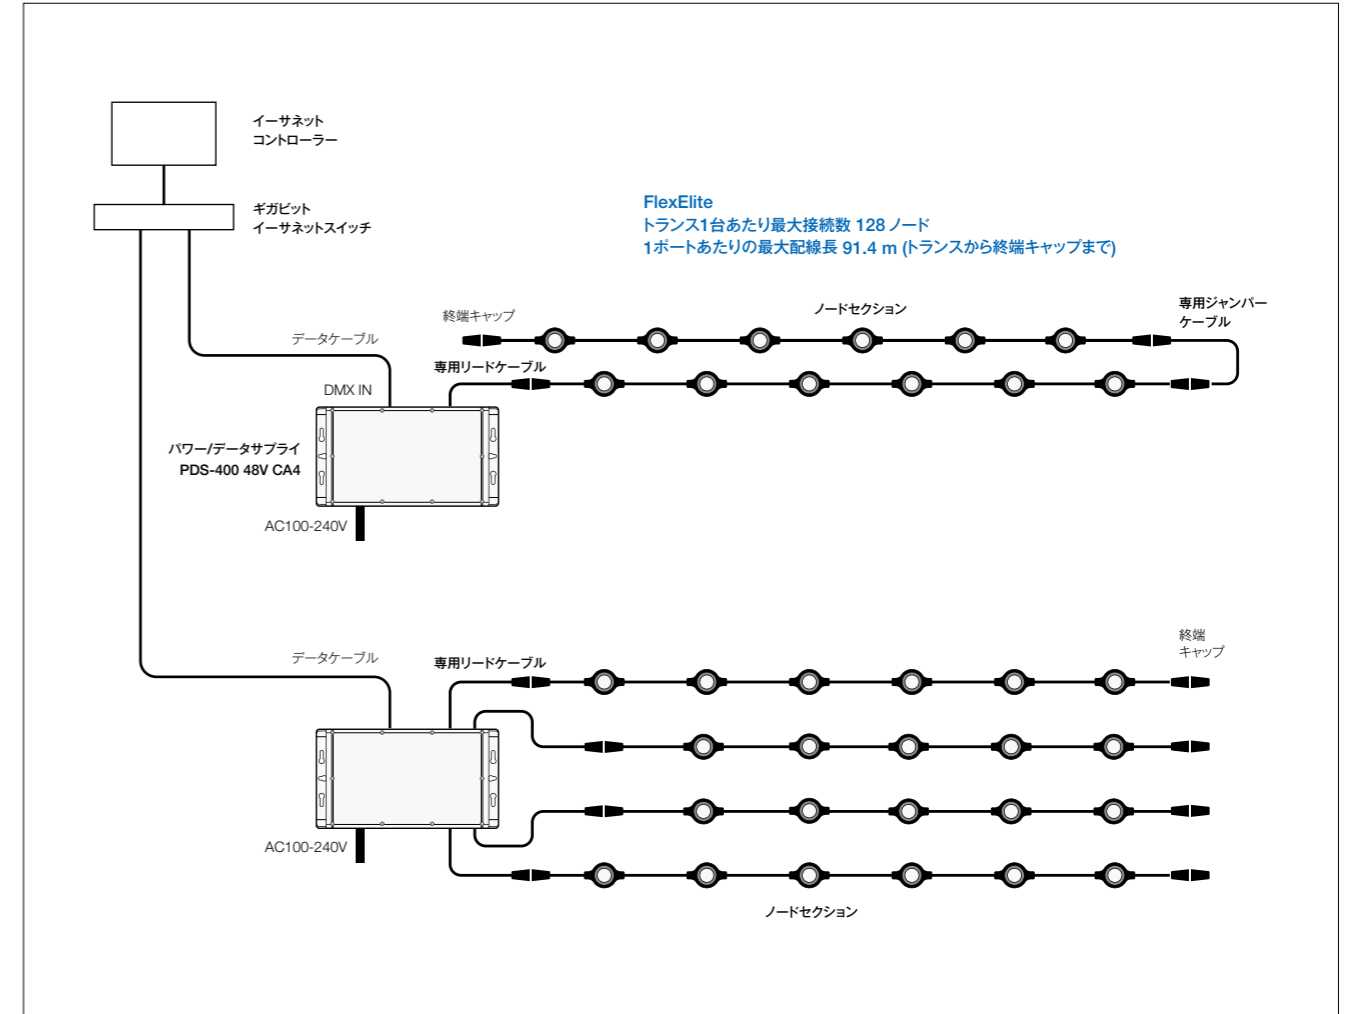 イーサネット
コントローラー
ギガビット
イーサネットスイッチ
FlexElite
トランス1台あたり最大接続数 128 ノード
1ポートあたりの最大配線長 91.4 m (トランスから終端キャップまで)
終端キャップ
ノードセクション
専用ジャンパー
ケーブル
データケーブル
専用リードケーブル
DMX IN
パワー/データサプライ
PDS-400 48V CA4
AC100-240V
データケーブル
専用リードケーブル
終端
キャップ
AC100-240V
ノードセクション